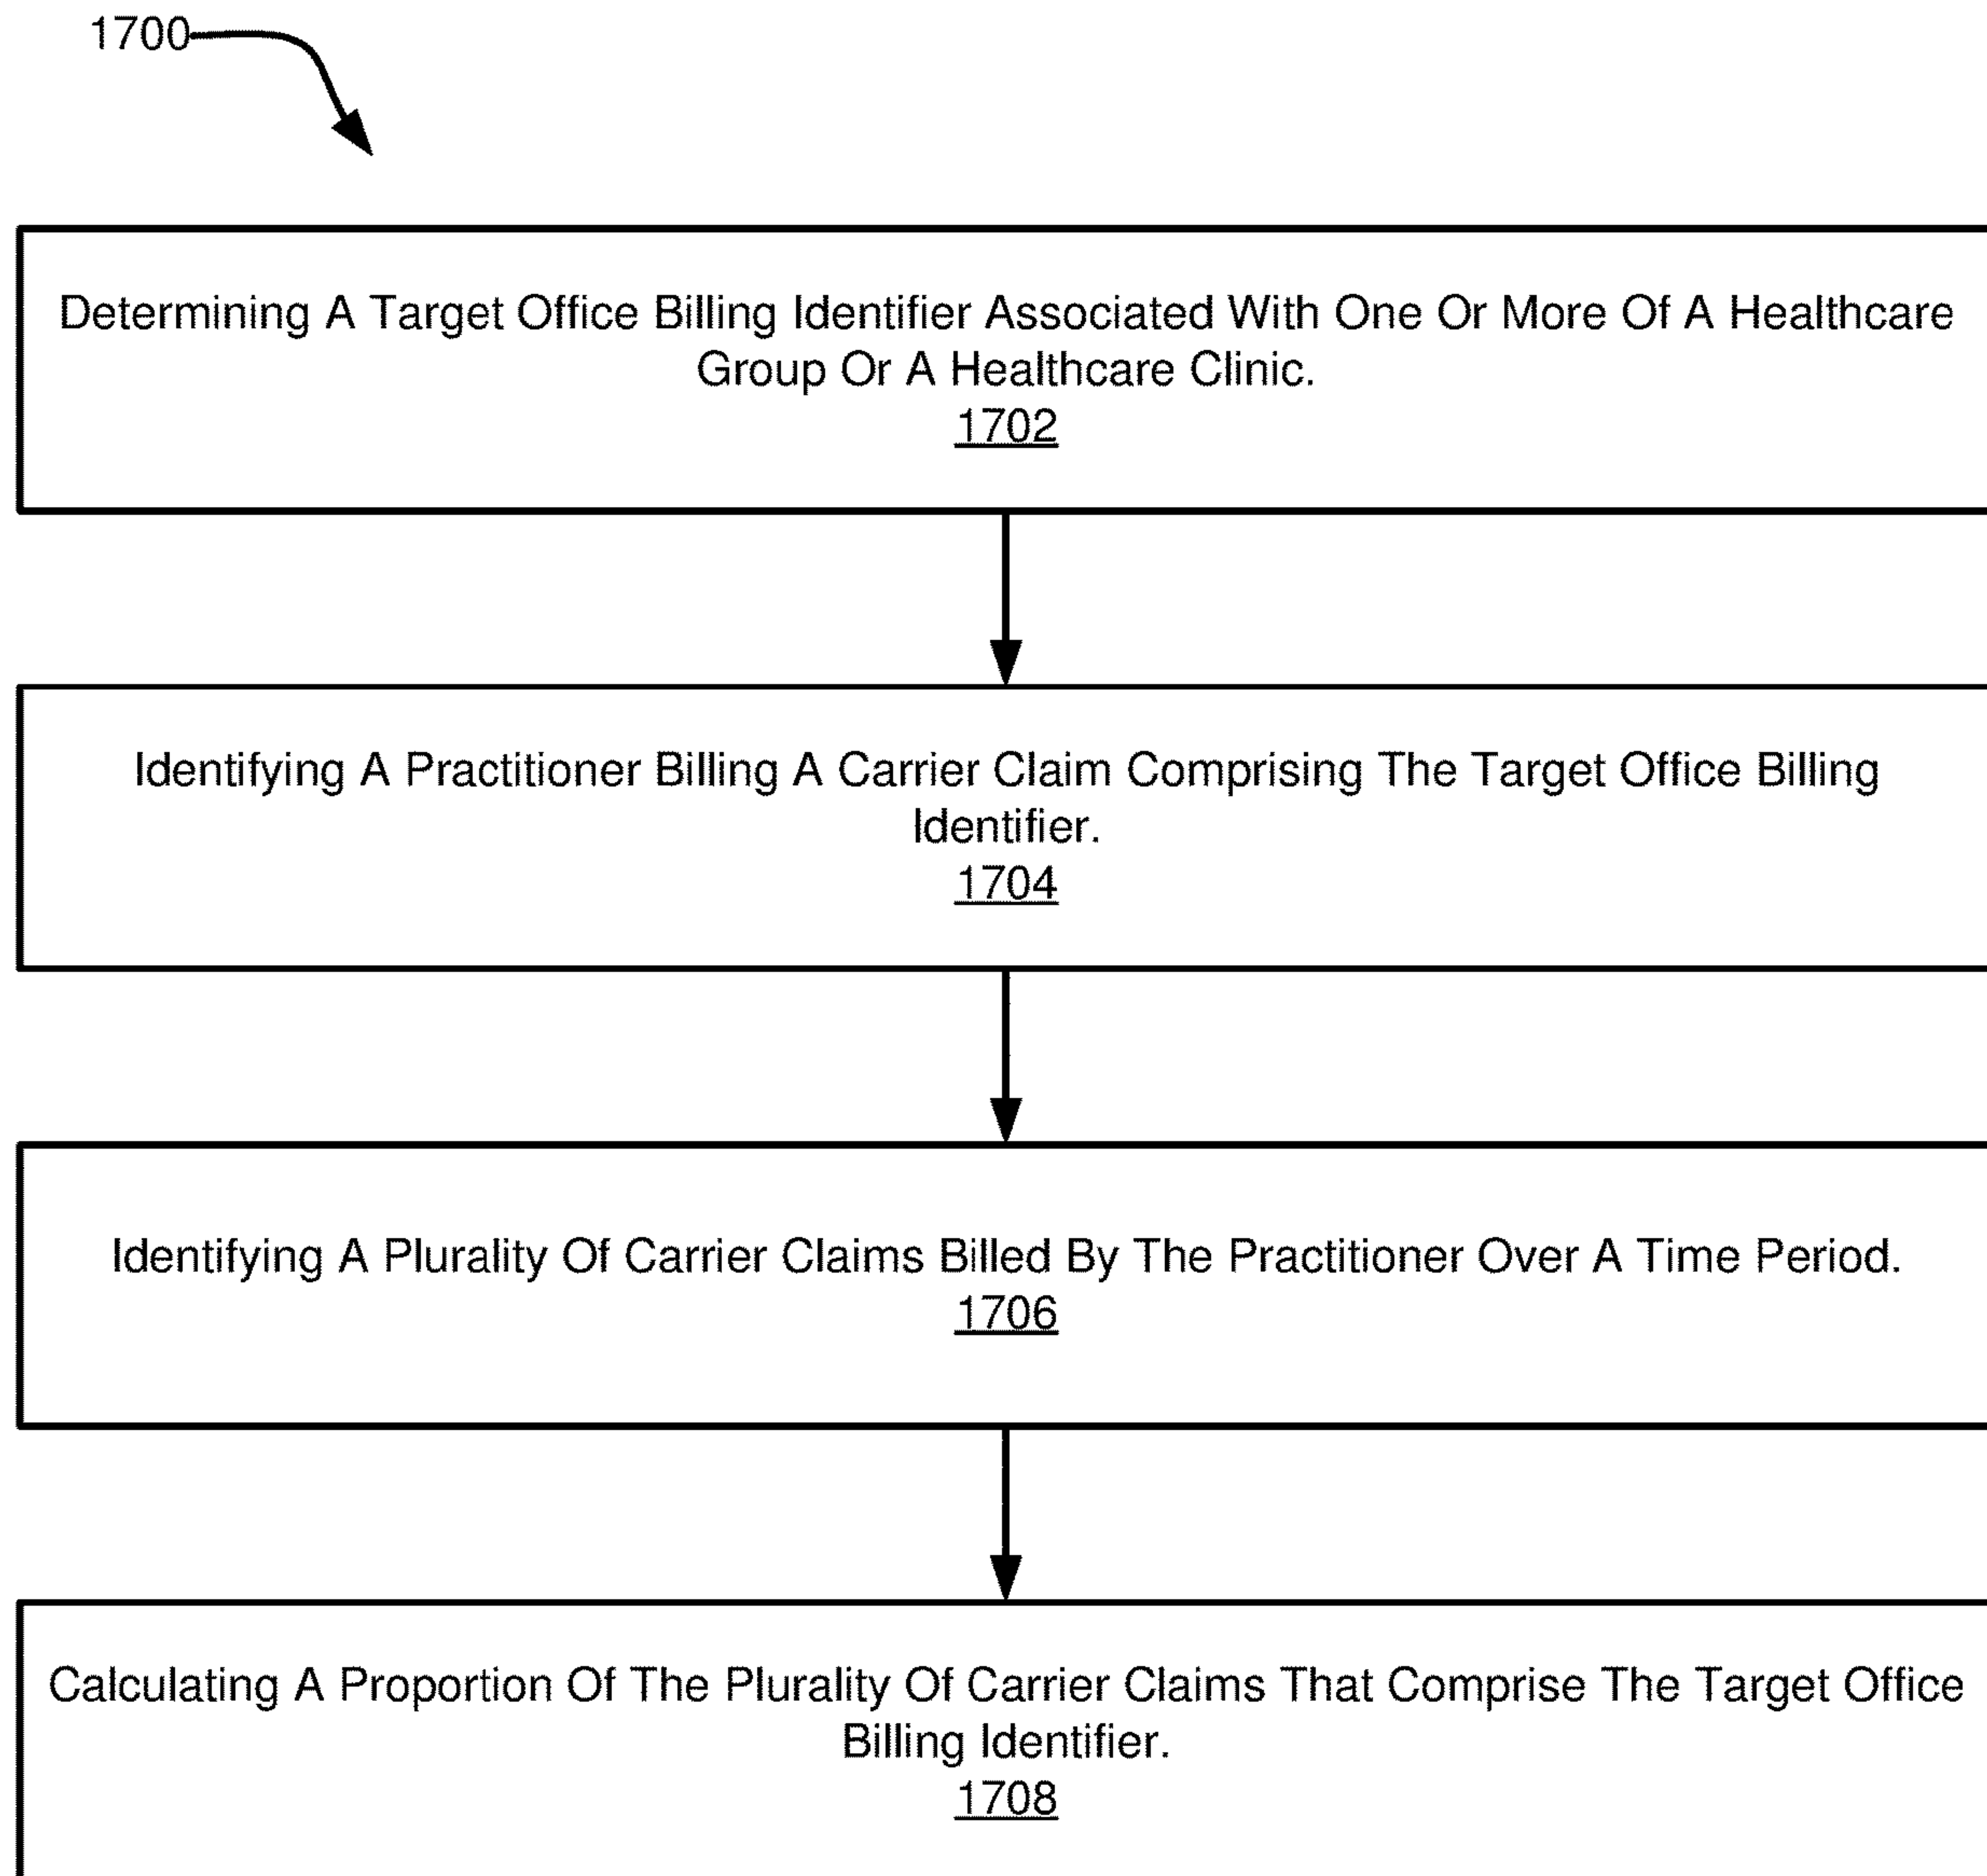 1700
Determining A Target Office Billing Identifier Associated With One Or More Of A Healthcare
Group Or A Healthcare Clinic.
1702
Identifying A Practitioner Billing A Carrier Claim Comprising The Target Office Billing
Identifier.
1704
Identifying A Plurality Of Carrier Claims Billed By The Practitioner Over A Time Period.
1706
Calculating A Proportion Of The Plurality Of Carrier Claims That Comprise The Target Office
Billing Identifier.
1708